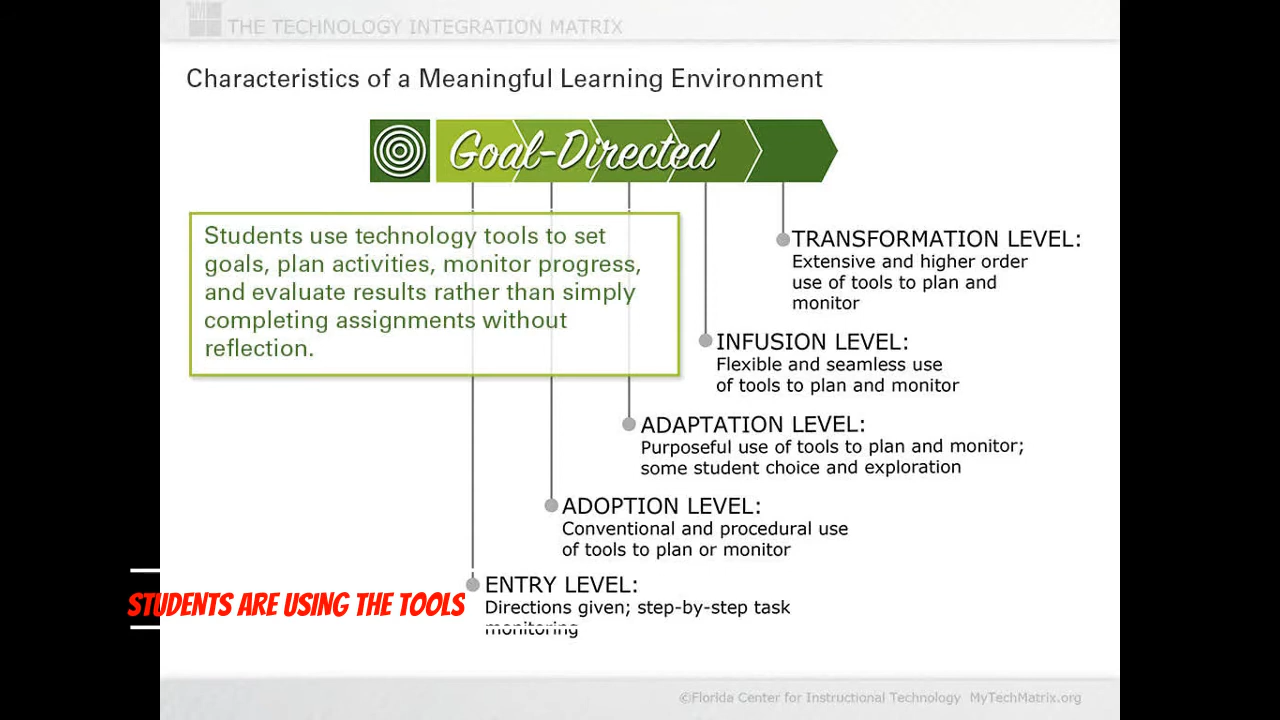 THE TECHNOLOGY INTEGRATION MATRIX
Characteristics of a Meaningful Learning Environment
Goal-Directed
Students use technology tools to set
goals, plan activities, monitor progress,
and evaluate results rather than simply
completing assignments without
reflection.
TRANSFORMATION LEVEL:
Extensive and higher order
use of tools to plan and
monitor
INFUSION LEVEL:
Flexible and seamless use
of tools to plan and monitor
ADAPTATION LEVEL:
Purposeful use of tools to plan and monitor;
some student choice and exploration
ADOPTION LEVEL:
Conventional and procedural use
of tools to plan or monitor
ENTRY LEVEL:
Directions given; step-by-step task
monitoring
STUDENTS ARE USING THE TOOLS
©Florida Center for Instructional Technology MyTechMatrix.org